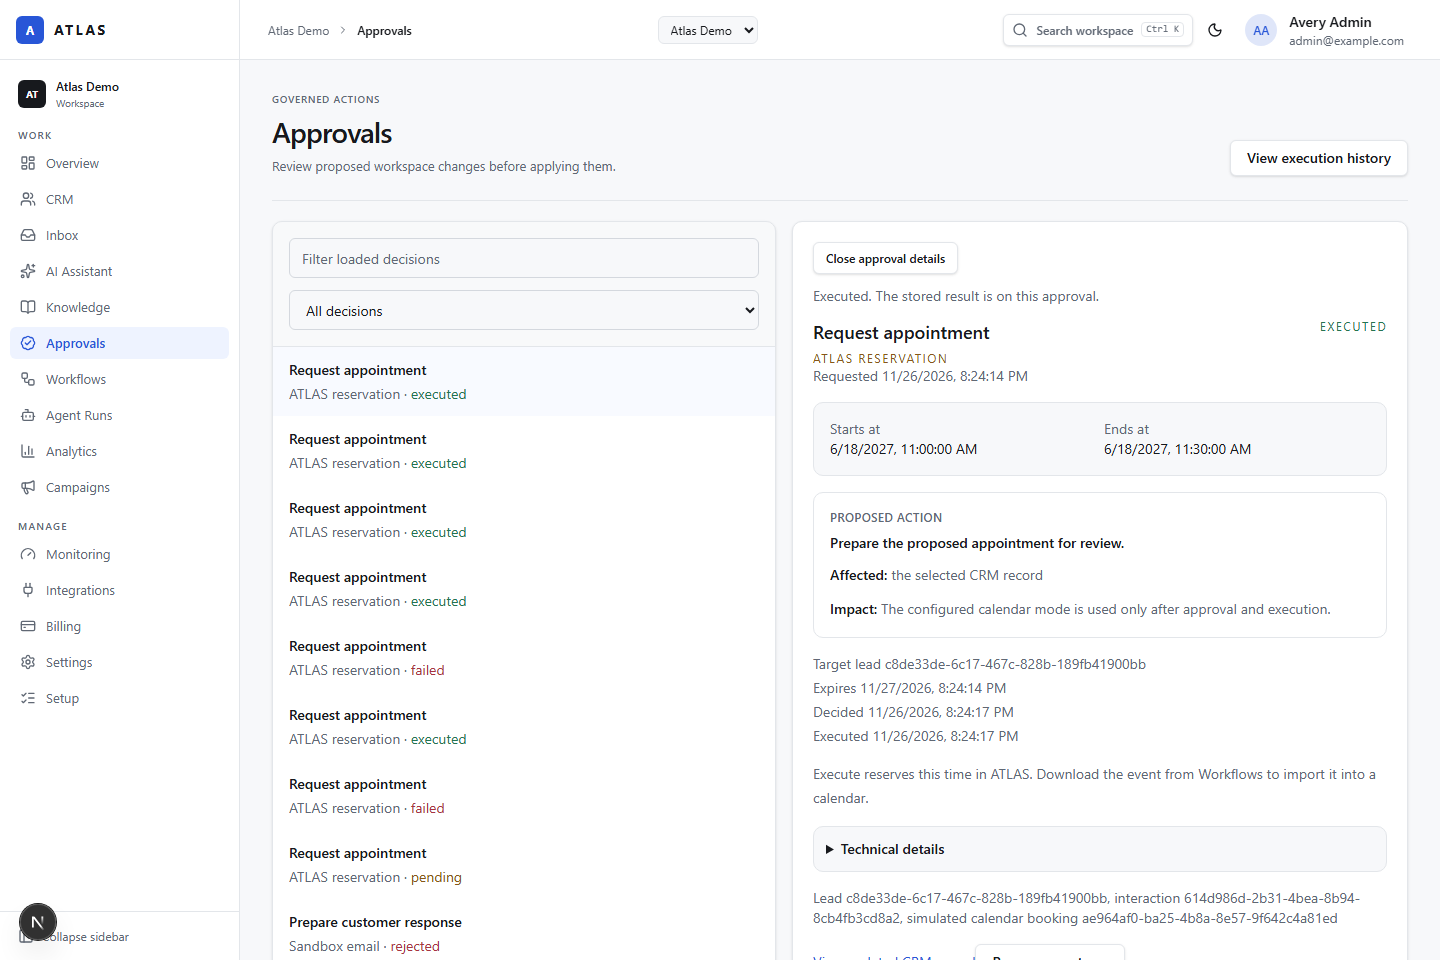 A ATLAS
Atlas Demo > Approvals
Atlas Demo
Search workspace Ctrl K
AA
Avery Admin
admin@example.com
AT
Atlas Demo
Workspace
WORK
Overview
CRM
Inbox
AI Assistant
Knowledge
Approvals
Workflows
Agent Runs
Analytics
Campaigns
MANAGE
Monitoring
Integrations
Billing
Settings
Setup
N
ollapse sidebar
GOVERNED ACTIONS
Approvals
Review proposed workspace changes before applying them.
View execution history
Filter loaded decisions
All decisions
Request appointment
ATLAS reservation · executed
Request appointment
ATLAS reservation · executed
Request appointment
ATLAS reservation · executed
Request appointment
ATLAS reservation · executed
Request appointment
ATLAS reservation · failed
Request appointment
ATLAS reservation · executed
Request appointment
ATLAS reservation · failed
Request appointment
ATLAS reservation · pending
Prepare customer response
Sandbox email · rejected
Close approval details
Executed. The stored result is on this approval.
Request appointment
EXECUTED
ATLAS RESERVATION
Requested 11/26/2026, 8:24:14 PM
Starts at
6/18/2027, 11:00:00 AM
Ends at
6/18/2027, 11:30:00 AM
PROPOSED ACTION
Prepare the proposed appointment for review.
Affected: the selected CRM record
Impact: The configured calendar mode is used only after approval and execution.
Target lead c8de33de-6c17-467c-828b-189fb41900bb
Expires 11/27/2026, 8:24:14 PM
Decided 11/26/2026, 8:24:17 PM
Executed 11/26/2026, 8:24:17 PM
Execute reserves this time in ATLAS. Download the event from Workflows to import it into a
calendar.
Technical details
Lead c8de33de-6c17-467c-828b-189fb41900bb, interaction 614d986d-2b31-4bea-8b94-
8cb4fb3cd8a2, simulated calendar booking ae964af0-ba25-4b8a-8e57-9f642c4a81ed